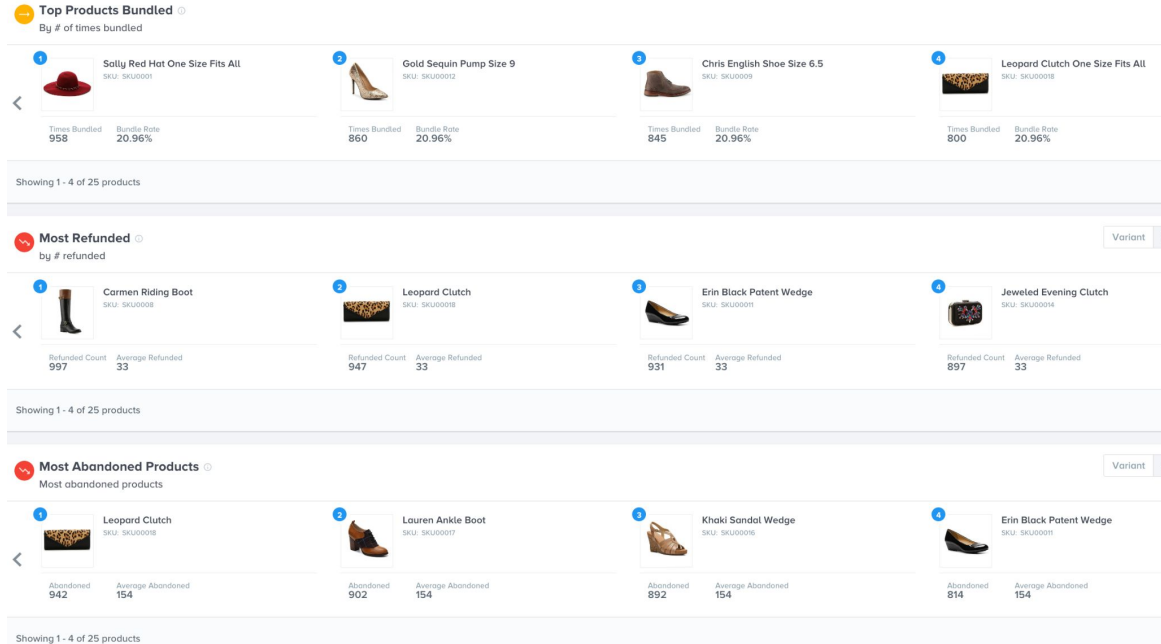 Top Products Bundled
By # of times bundled
1
Sally Red Hat One Size Fits All
SKU: SKU0001
Times Bundled Bundle Rate
958 20.96%
2
Gold Sequin Pump Size 9
SKU: SKU00012
Times Bundled Bundle Rate
860 20.96%
3
Chris English Shoe Size 6.5
SKU: SKU0009
Times Bundled Bundle Rate
845 20.96%
4
Leopard Clutch One Size Fits All
SKU: SKU00018
Times Bundled Bundle Rate
800 20.96%
Showing 1 - 4 of 25 products
Most Refunded
by # refunded
Variant
1
Carmen Riding Boot
SKU: SKU0008
Refunded Count Average Refunded
997 33
2
Leopard Clutch
SKU: SKU00018
Refunded Count Average Refunded
947 33
3
Erin Black Patent Wedge
SKU: SKU00011
Refunded Count Average Refunded
931 33
4
Jeweled Evening Clutch
SKU: SKU00014
Refunded Count Average Refunded
897 33
Showing 1 - 4 of 25 products
Most Abandoned Products
Most abandoned products
Variant
1
Leopard Clutch
SKU: SKU00018
Abandoned Average Abandoned
942 154
2
Lauren Ankle Boot
SKU: SKU00017
Abandoned Average Abandoned
902 154
3
Khaki Sandal Wedge
SKU: SKU00016
Abandoned Average Abandoned
892 154
4
Erin Black Patent Wedge
SKU: SKU00011
Abandoned Average Abandoned
814 154
Showing 1 - 4 of 25 products